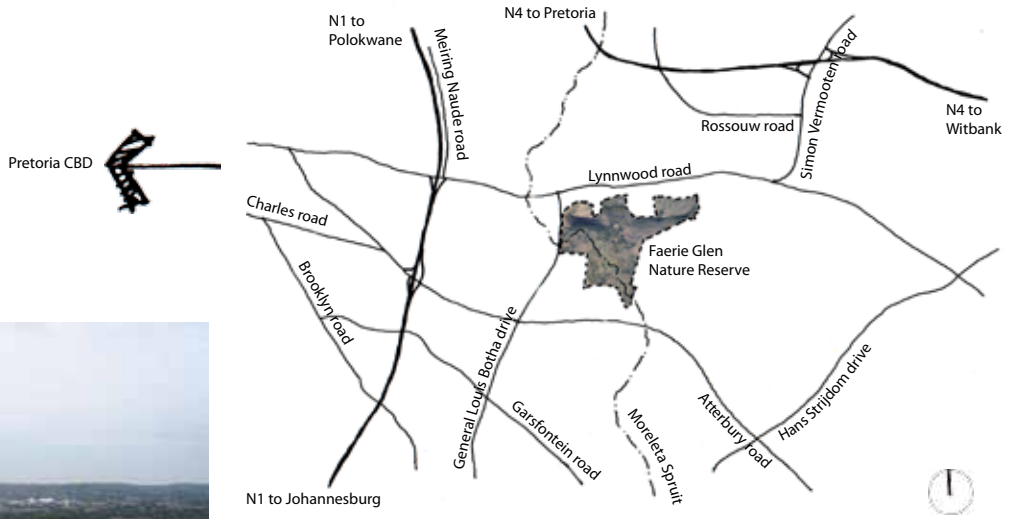 N1 to
Polokwane
Meiring Naude road
N4 to Pretoria
Simon Vermooten road
N4 to
Witbank
Rossouw road
Pretoria CBD
Lynnwood road
Charles road
Faerie Glen
Nature Reserve
Brooklyn road
General Louis Botha drive
Garsfontein road
Moreleta Spruit
Atterbury road
Hans Strijdom drive
N1 to Johannesburg